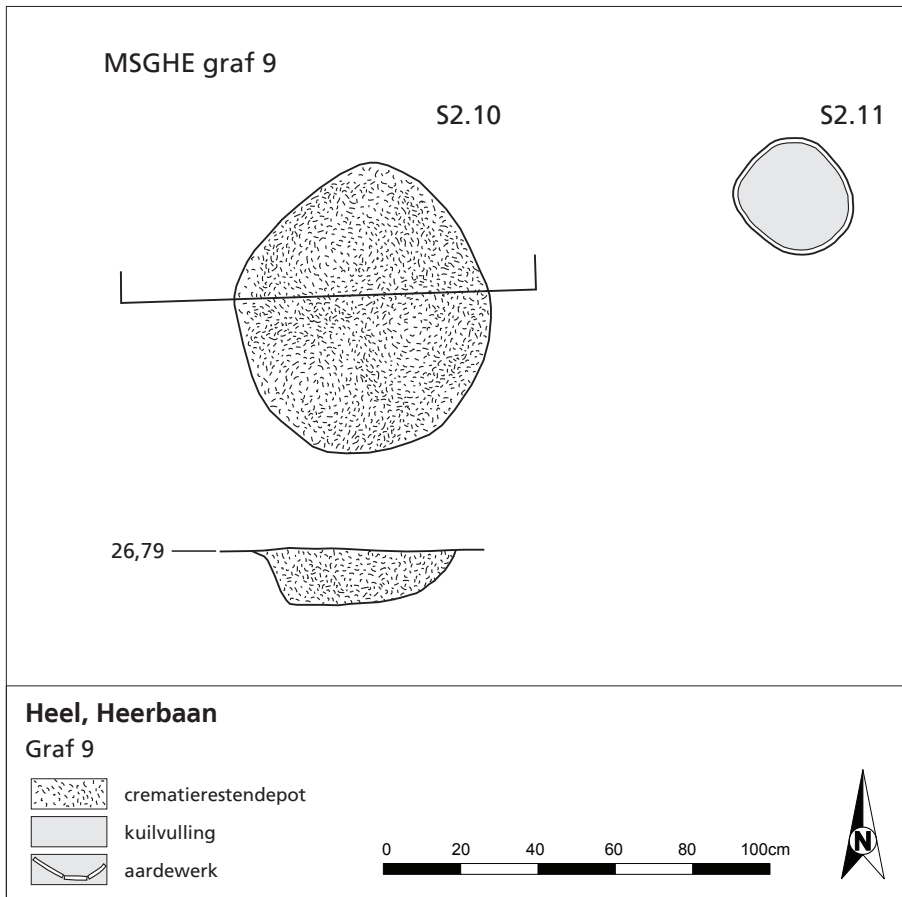 MSGHE graf 9
S2.10
S2.11
26,79
Heel, Heerbaan
Graf 9
crematierestendepot
kuilvulling
aardewerk
0 20 40 60 80 100cm
N